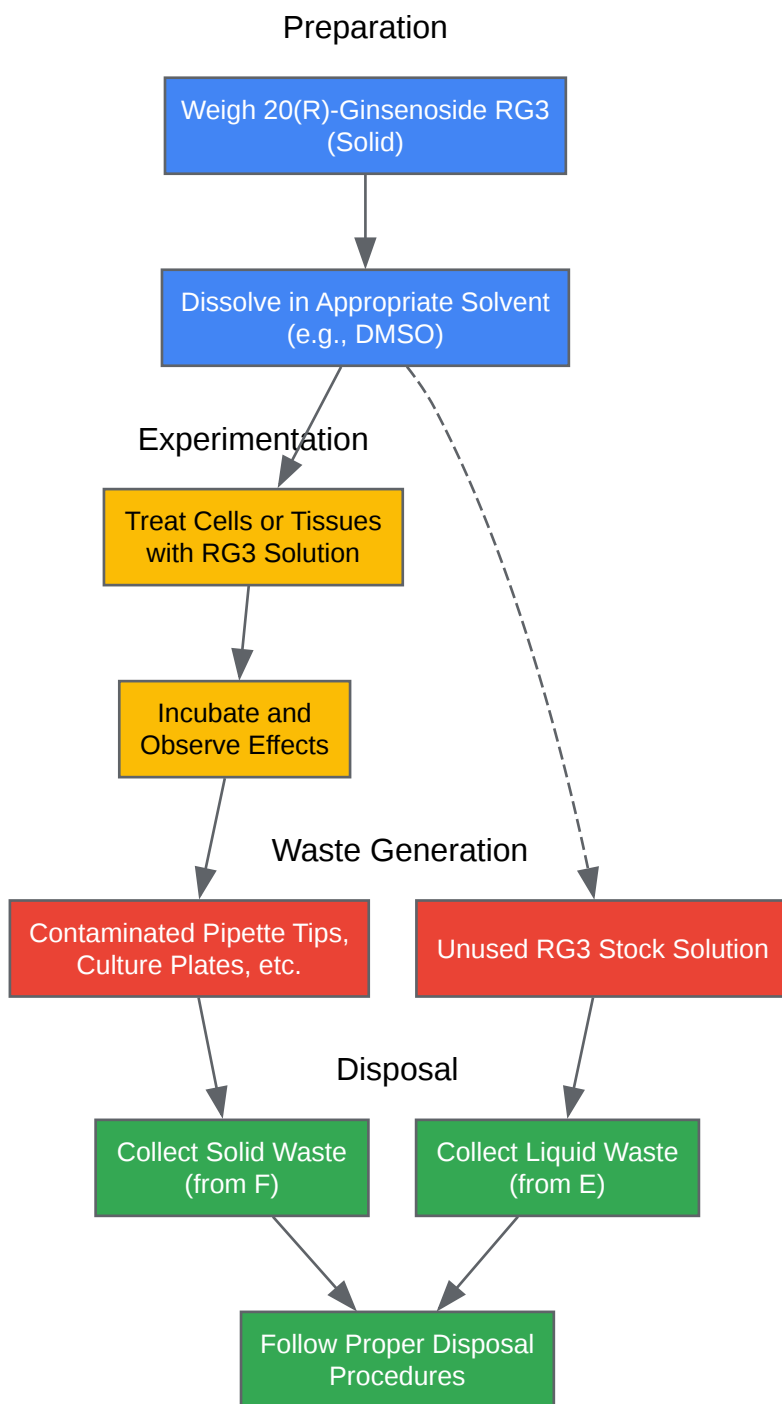 Preparation
Weigh 20(R)-Ginsenoside RG3
(Solid)
Dissolve in Appropriate Solvent
(e.g., DMSO)
Experimentation
Treat Cells or Tissues
with RG3 Solution
Incubate and
Observe Effects
Waste Generation
Contaminated Pipette Tips,
Culture Plates, etc.
Unused RG3 Stock Solution
Disposal
Collect Solid Waste
(from F)
Collect Liquid Waste
(from E)
Follow Proper Disposal
Procedures